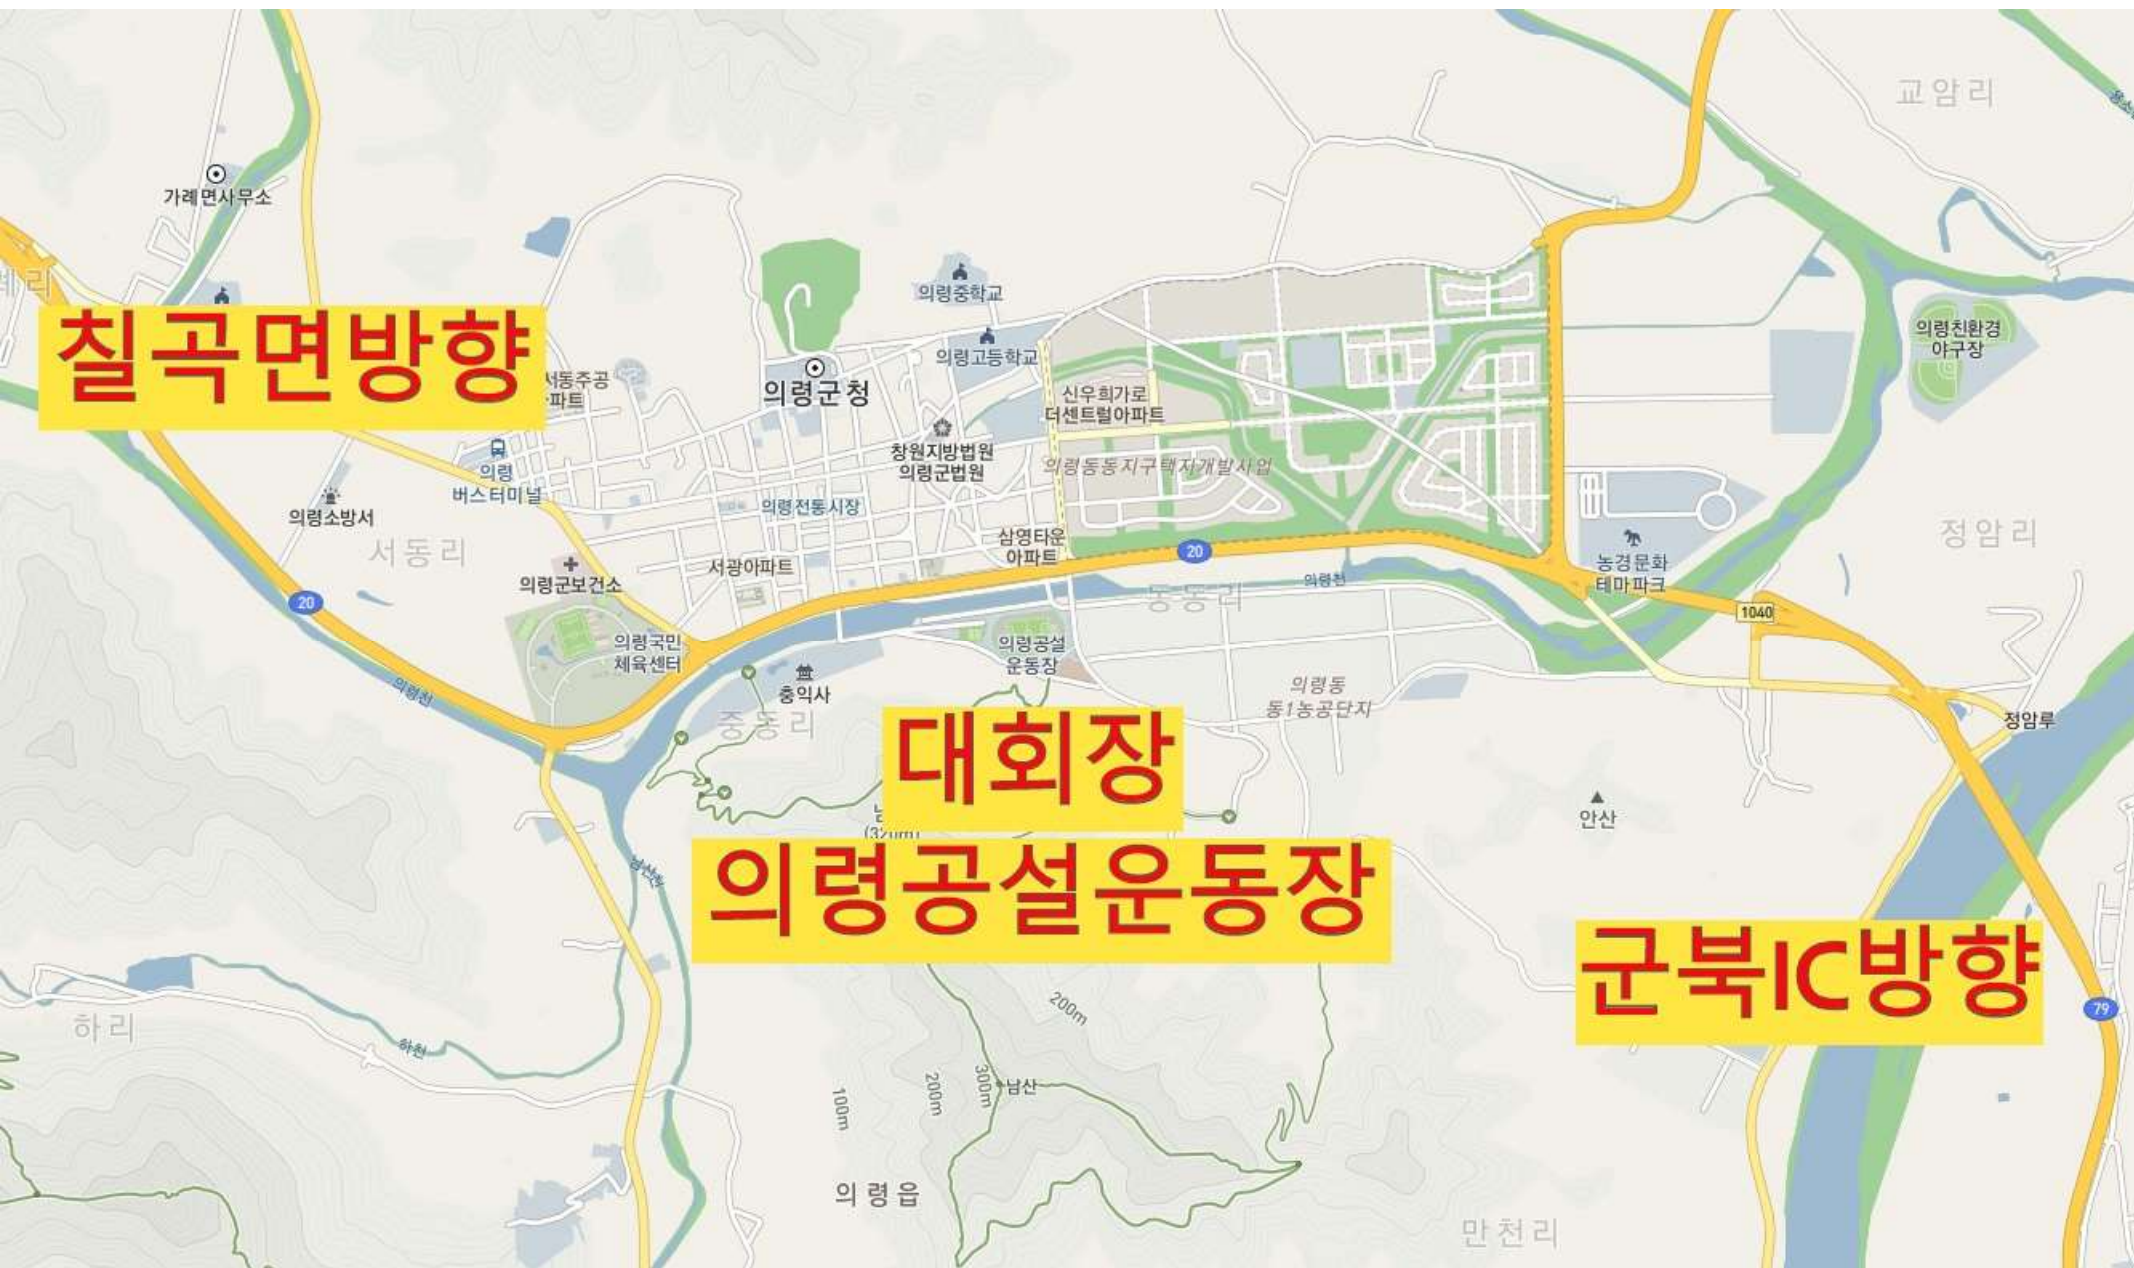 교암리
가례면사무소
의령중학교
의령고등학교
의령친환경
야구장
칠곡면방향
의령군청
신우희가로
더센트럴아파트
창원지방법원
의령군법원
의령동동지구택지개발사업
의령
버스터미널
의령전통시장
의령소방서
서동리
삼영타운
아파트
20
정암리
농경문화
테마파크
서광아파트
의령군보건소
의령천
동동리
20
1040
의령국민
체육센터
의령공설
운동장
의령천
충익사
중동리
의령동
동1농공단지
정암루
대회장
안산
(320m)
의령공설운동장
남산천
군북IC방향
79
200m
하리
하천
100m
200m
300m
남산
의령읍
만천리